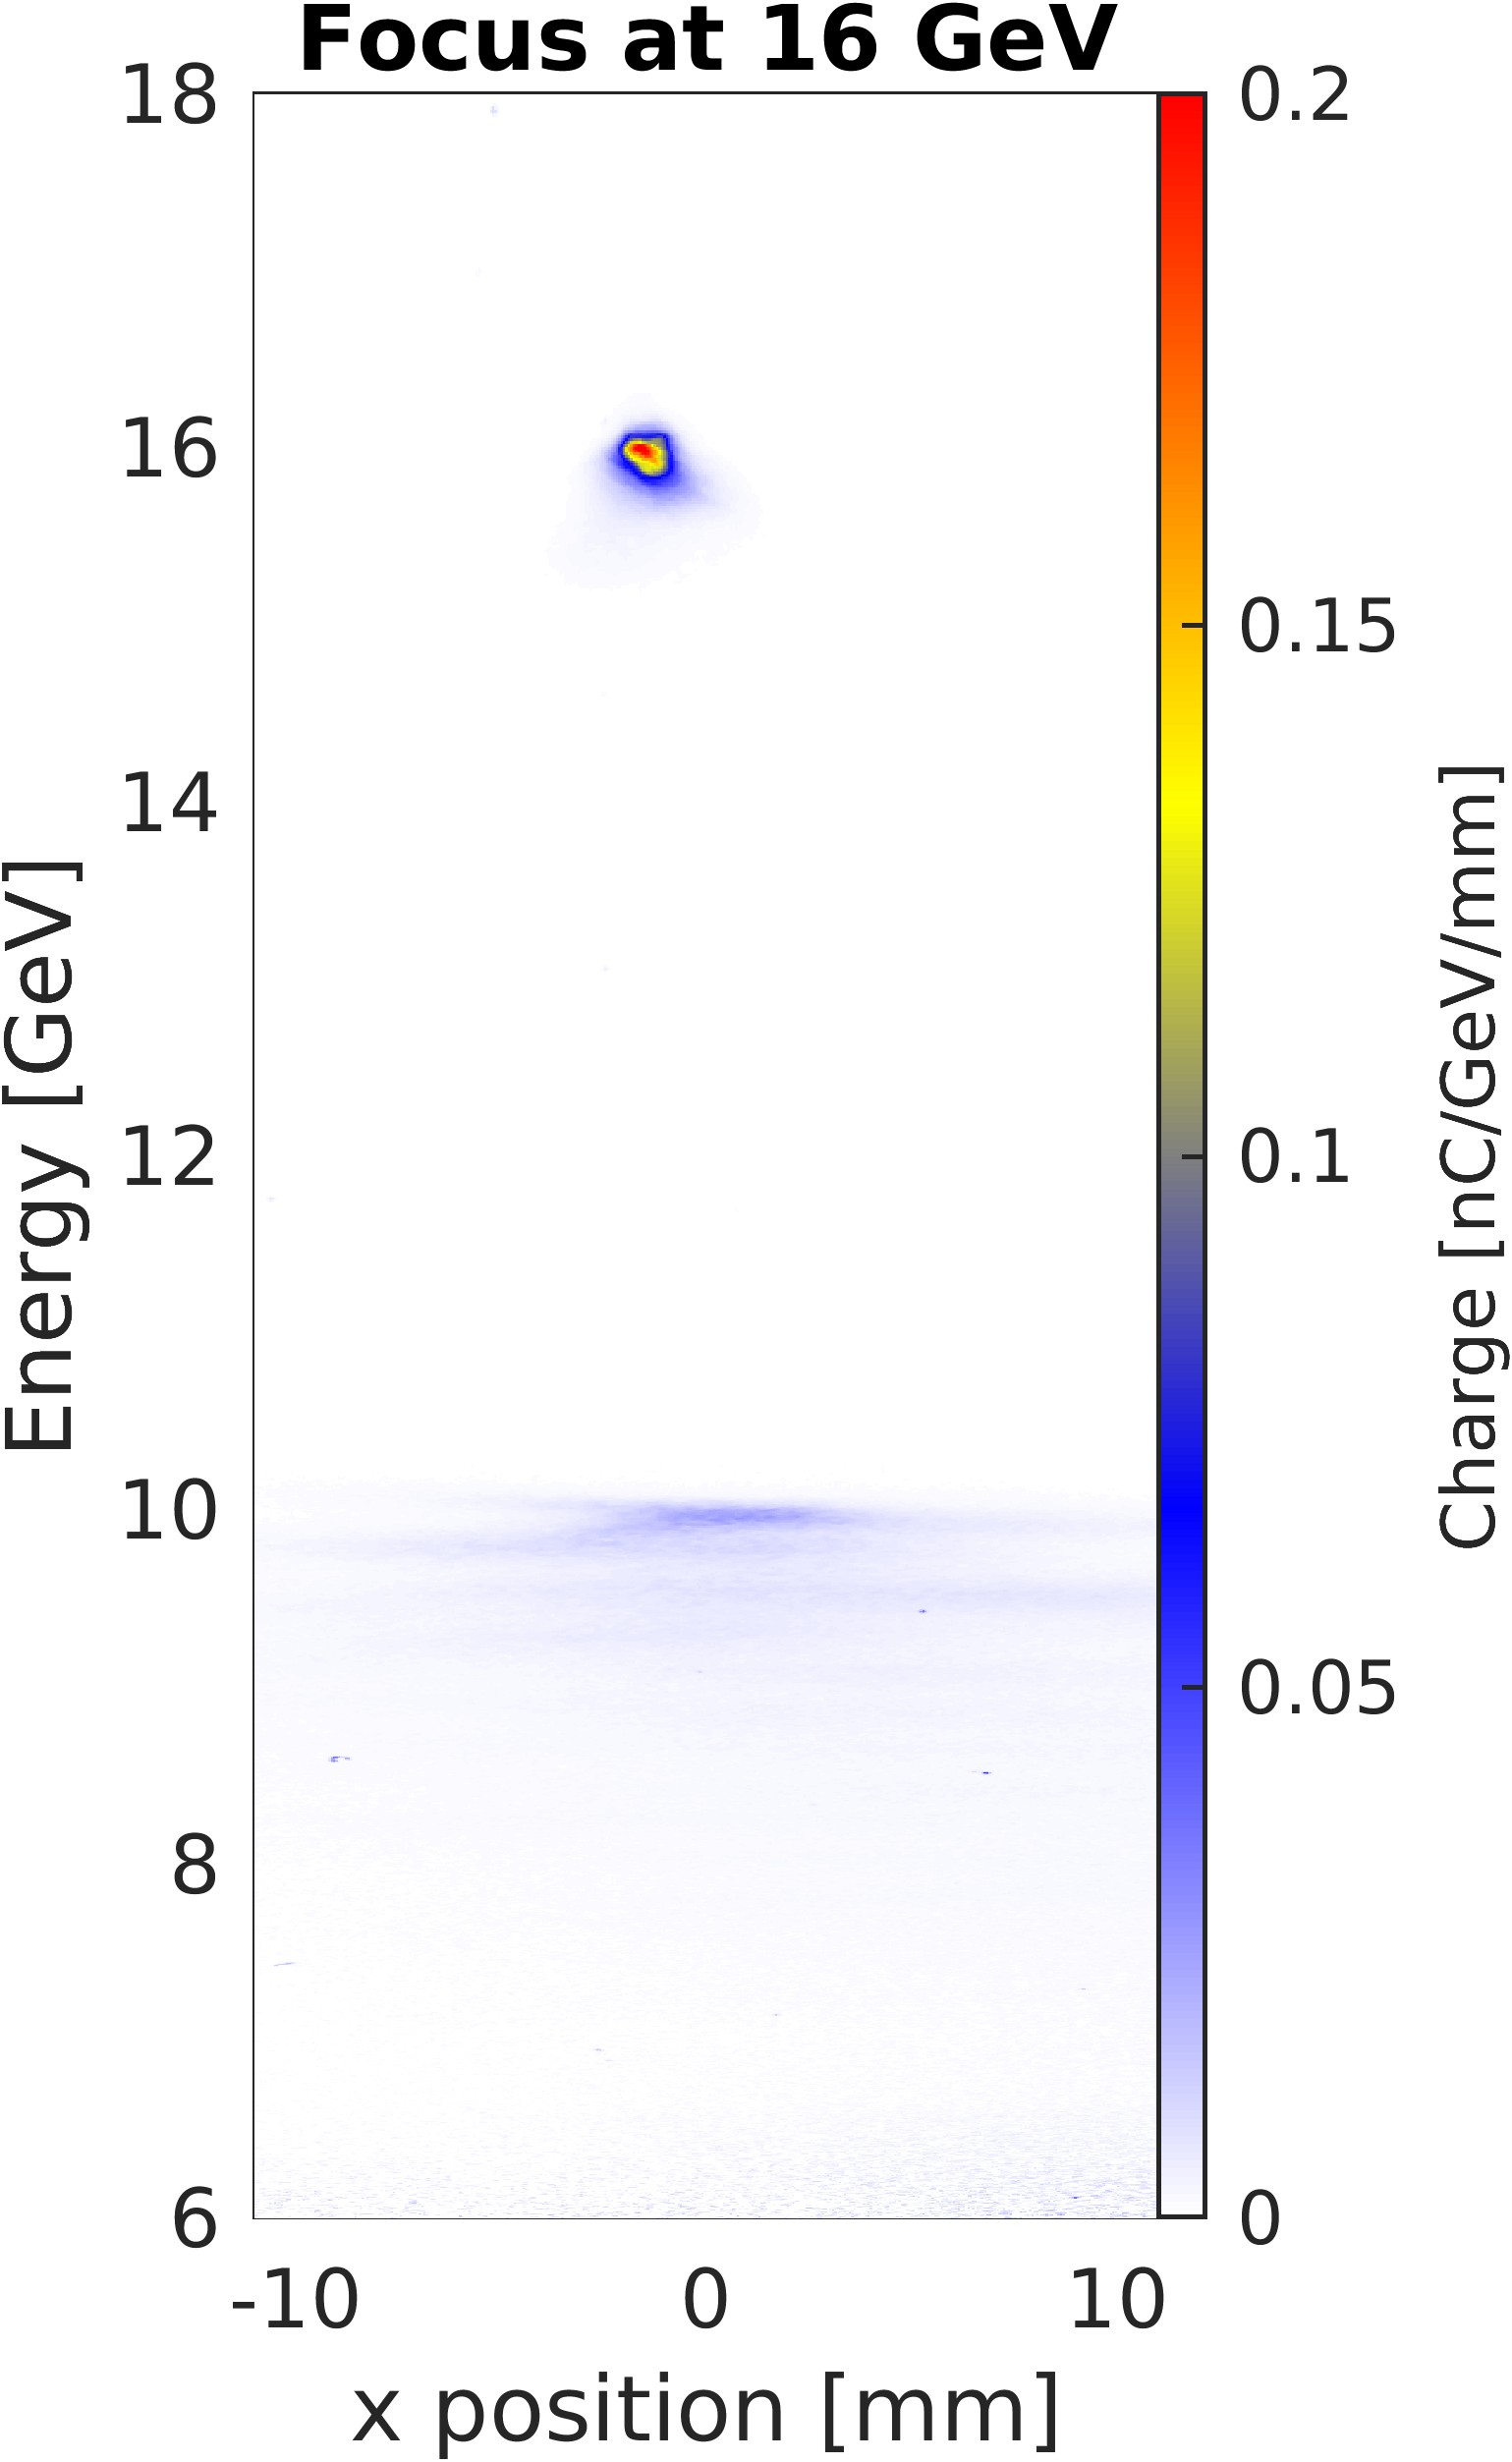 Focus at 16 GeV
18
16
14
12
10
8
6
Energy [GeV]
-10 0 10
x position [mm]
0.2
0.15
0.1
0.05
0
Charge [nC/GeV/mm]